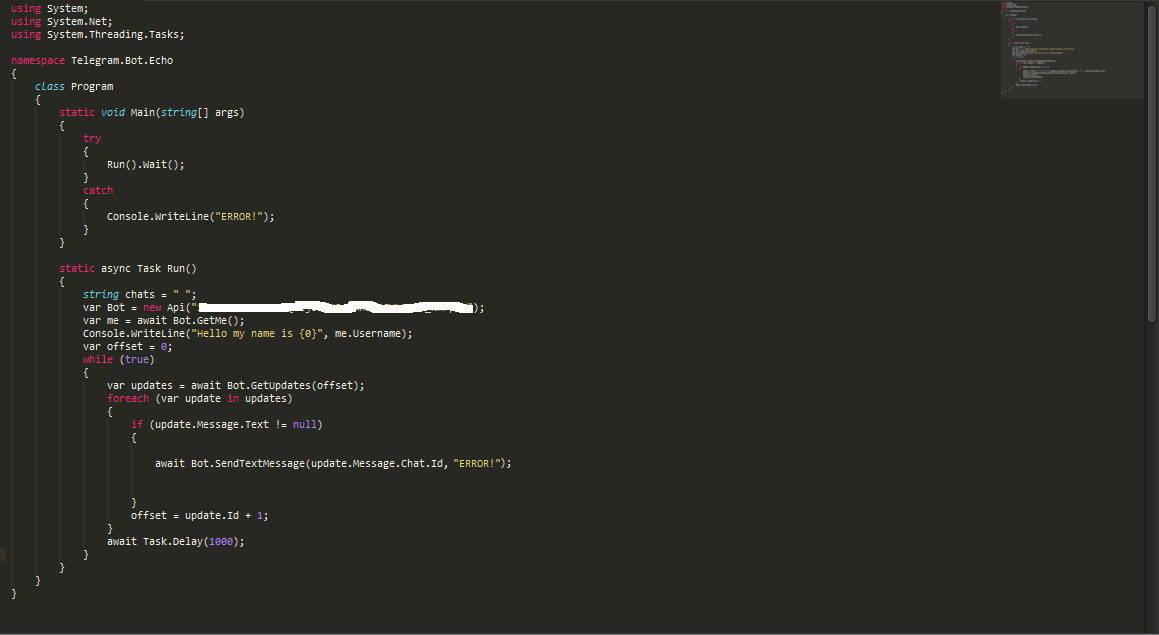 using System;
using System.Net;
using System.Threading.Tasks;
namespace Telegram.Bot.Echo
{
class Program
{
static void Main(string[] args)
{
try
{
Run().Wait();
}
catch
{
Console.WriteLine("ERROR!");
}
}
static async Task Run()
{
string chats = " ";
var Bot = new Api("");
var me = await Bot.GetMe();
Console.WriteLine("Hello my name is {0}", me.Username);
var offset = 0;
while (true)
{
var updates = await Bot.GetUpdates(offset);
foreach (var update in updates)
{
if (update.Message.Text != null)
{
await Bot.SendTextMessage(update.Message.Chat.Id, "ERROR!");
}
offset = update.Id + 1;
}
await Task.Delay(1000);
}
}
}
}